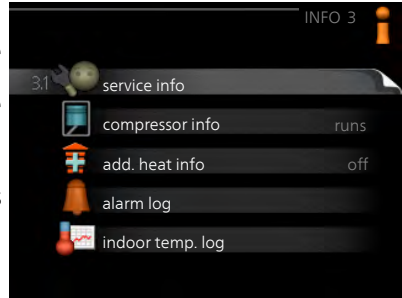 INFO 3
3.1 service info
compressor info runs
add. heat info off
alarm log
indoor temp. log